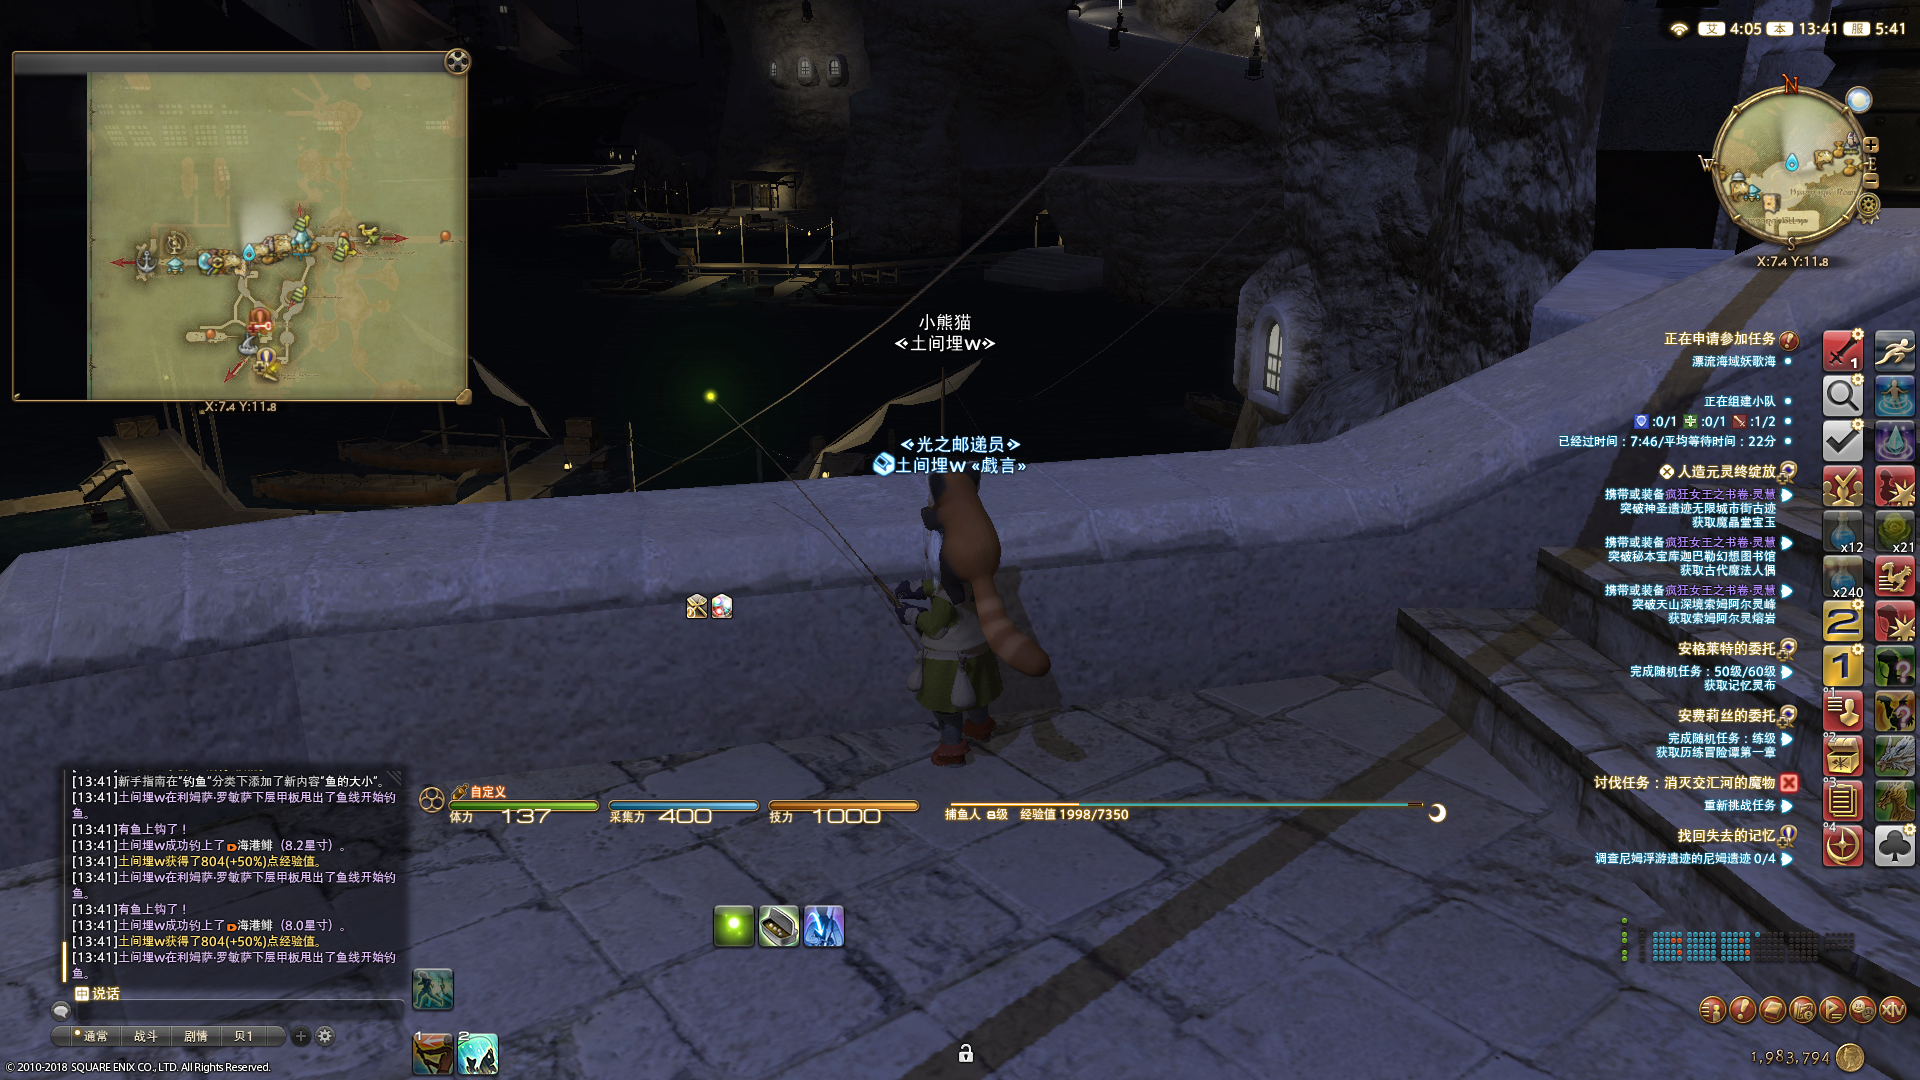 艾 4:05 本 13:41 服 5:41
N
W
E
S
X:7.4 Y:11.8
X:7.4 Y:11.8
小熊猫
土间埋w
光之邮递员
土间埋w «戯言»
正在申请参加任务
漂流海域妖歌海
正在组建小队
:0/1 :0/1 :1/2
已经过时间：7:46/平均等待时间：22分
人造元灵终绽放
携带或装备疯狂女王之书卷·灵慧
突破神圣遗迹无限城市街古迹
获取魔晶堂宝玉
携带或装备疯狂女王之书卷·灵慧
突破秘本宝库迦巴勒幻想图书馆
获取古代魔法人偶
携带或装备疯狂女王之书卷·灵慧
突破天山深境索姆阿尔灵峰
获取索姆阿尔灵熔岩
安格莱特的委托
完成随机任务：50级/60级
获取记忆灵布
安费莉丝的委托
完成随机任务：练级
获取历练冒险谭第一章
讨伐任务：消灭交汇河的魔物
重新挑战任务
找回失去的记忆
调查尼姆浮游遗迹的尼姆遗迹 0/4
1
x12
x21
x240
2
1
°1
°2
°3
°4
[13:41]新手指南在“钓鱼”分类下添加了新内容“鱼的大小”。
[13:41]土间埋w在利姆萨·罗敏萨下层甲板甩出了鱼线开始钓
鱼。
[13:41]有鱼上钩了！
[13:41]土间埋w成功钓上了海港鲱（8.2星寸）。
[13:41]土间埋w获得了804(+50%)点经验值。
[13:41]土间埋w在利姆萨·罗敏萨下层甲板甩出了鱼线开始钓
鱼。
[13:41]有鱼上钩了！
[13:41]土间埋w成功钓上了海港鲱（8.0星寸）。
[13:41]土间埋w获得了804(+50%)点经验值。
[13:41]土间埋w在利姆萨·罗敏萨下层甲板甩出了鱼线开始钓
鱼。
中 说话
通常 战斗 剧情 贝1
自定义
体力 137 采集力 400 技力 1000
捕鱼人 8级 经验值 1998/7350
1 2
XIV
1,983,794
© 2010-2018 SQUARE ENIX CO., LTD. All Rights Reserved.